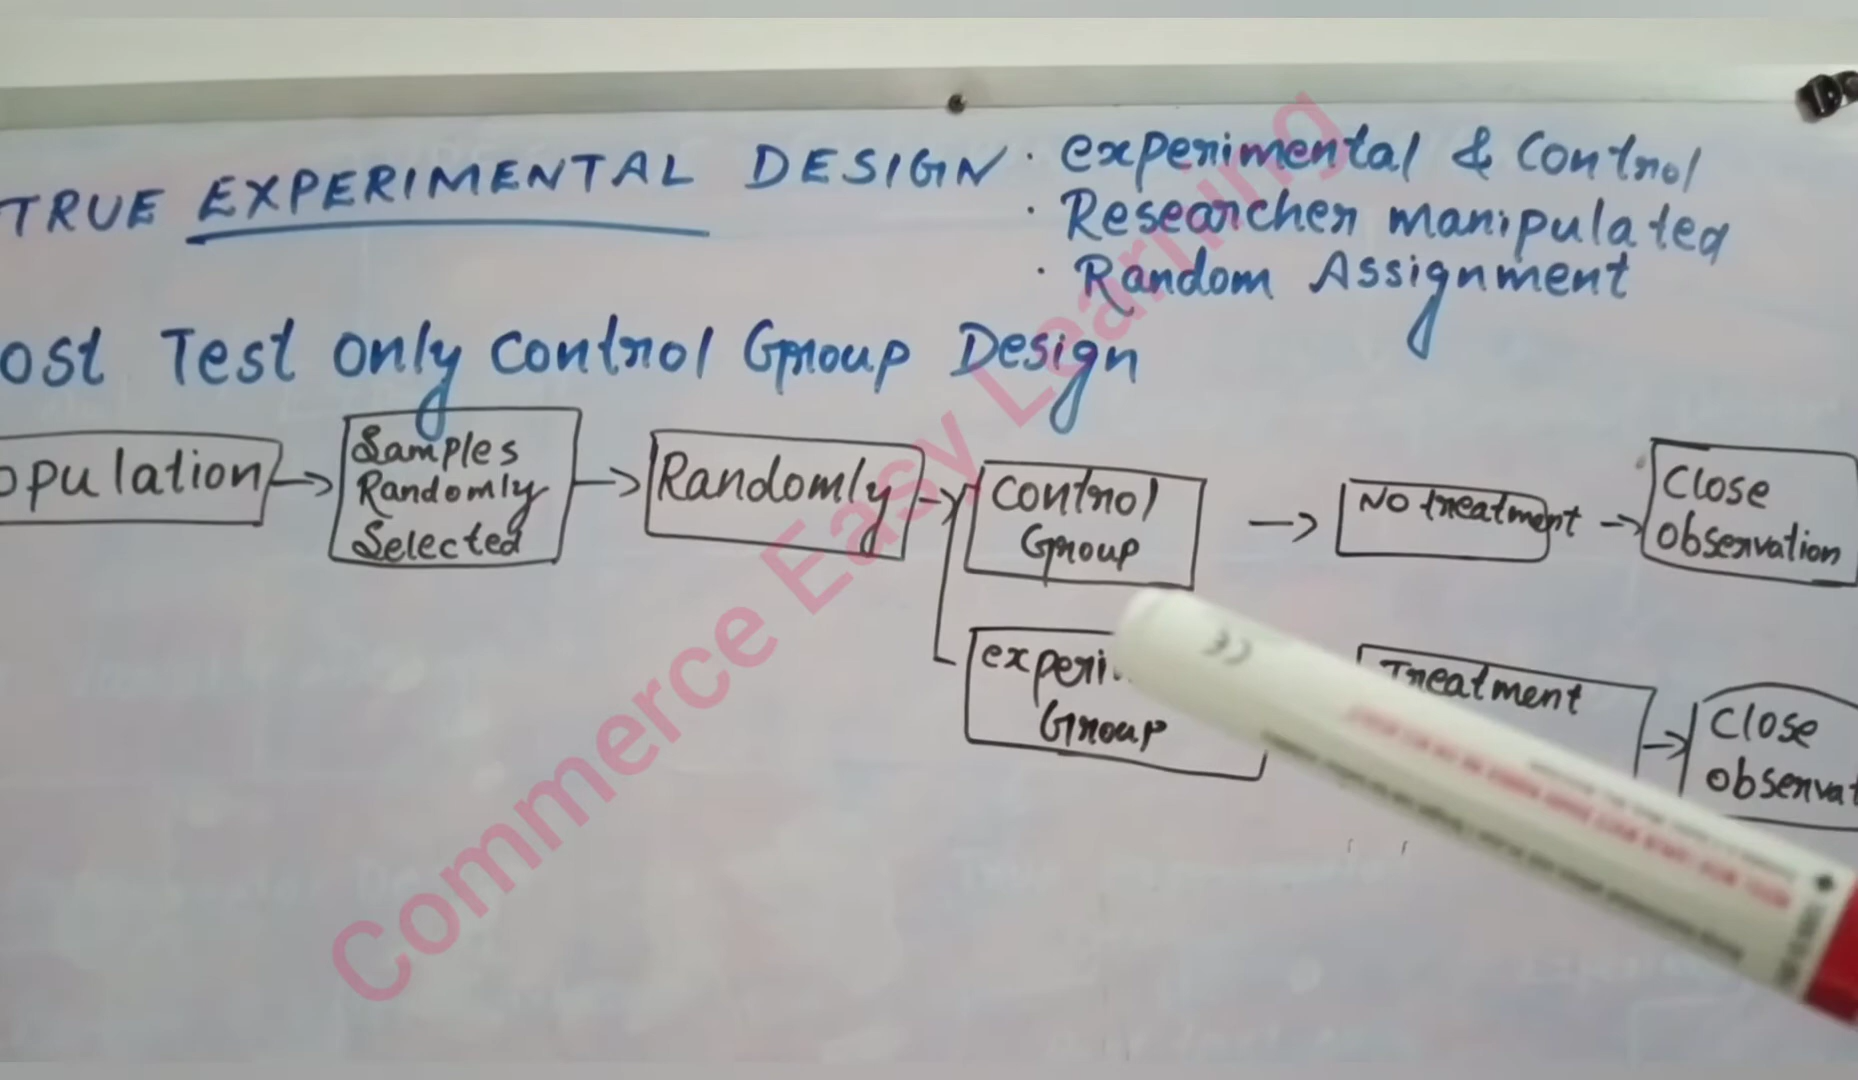 TRUE EXPERIMENTAL DESIGN
· experimental & Control
· Researcher manipulated
· Random Assignment
ost Test only control Group Design
opulation
Samples
Randomly
Selected
Randomly
control
Group
No treatment
Close
observation
experi
Group
Treatment
Close
observat
Commerce Easy Learning
CE